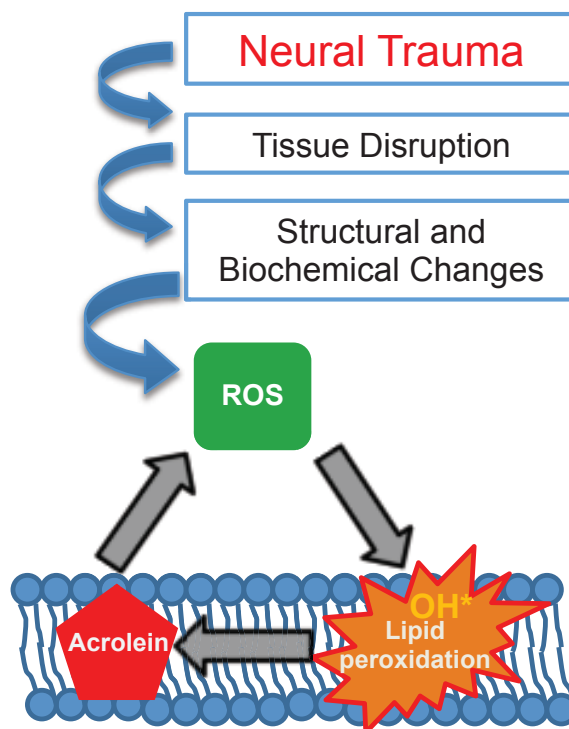 Neural Trauma
Tissue Disruption
Structural and
Biochemical Changes
ROS
OH*
Lipid
peroxidation
Acrolein